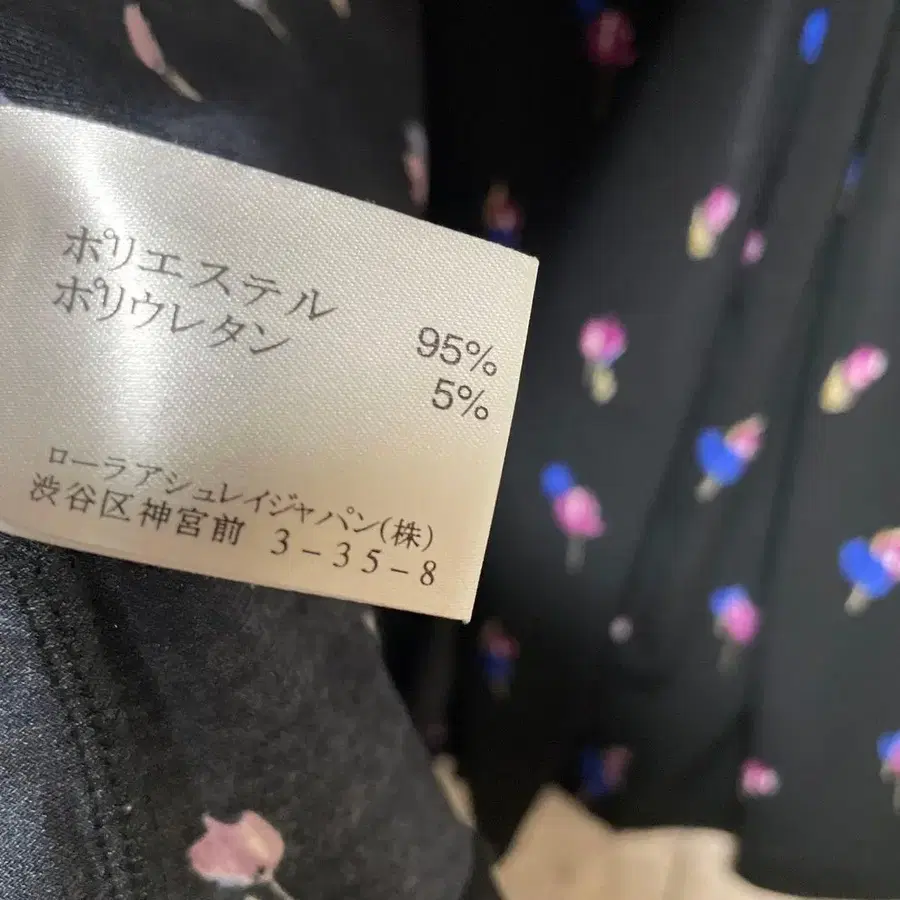 ポリエステル 95%
ポリウレタン 5%
ローラアシュレイジャパン(株)
渋谷区神宮前 3-35-8